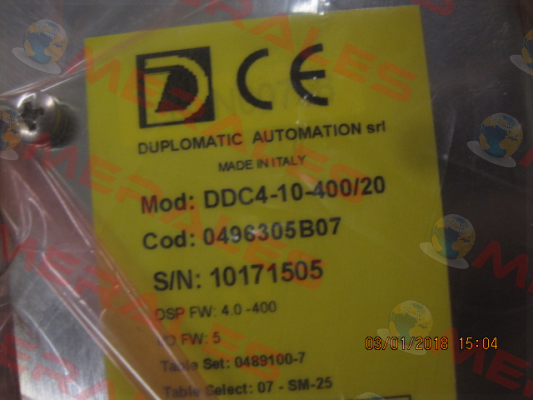 CE
DUPLOMATIC AUTOMATION srl
MADE IN ITALY
Mod: DDC4-10-400/20
Cod: 0496305B07
S/N: 10171505
DSP FW: 4.0 -400
I/O FW: 5
Table Set: 0489100-7
Table Select: 07 - SM-25
03/01/2018 15:04
MERALES